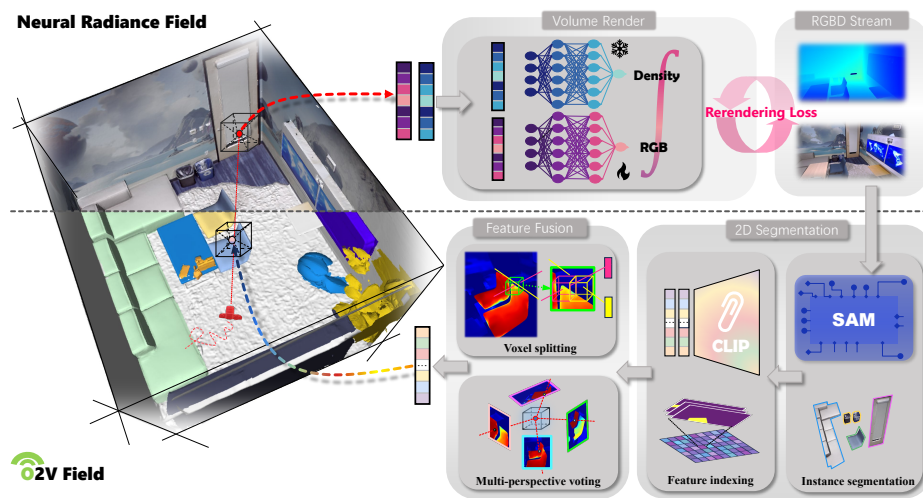 Neural Radiance Field
Volume Render
RGBD Stream
Density
RGB
Rerendering Loss
Feature Fusion
2D Segmentation
Voxel splitting
CLIP
SAM
Multi-perspective voting
Feature indexing
Instance segmentation
O2V Field